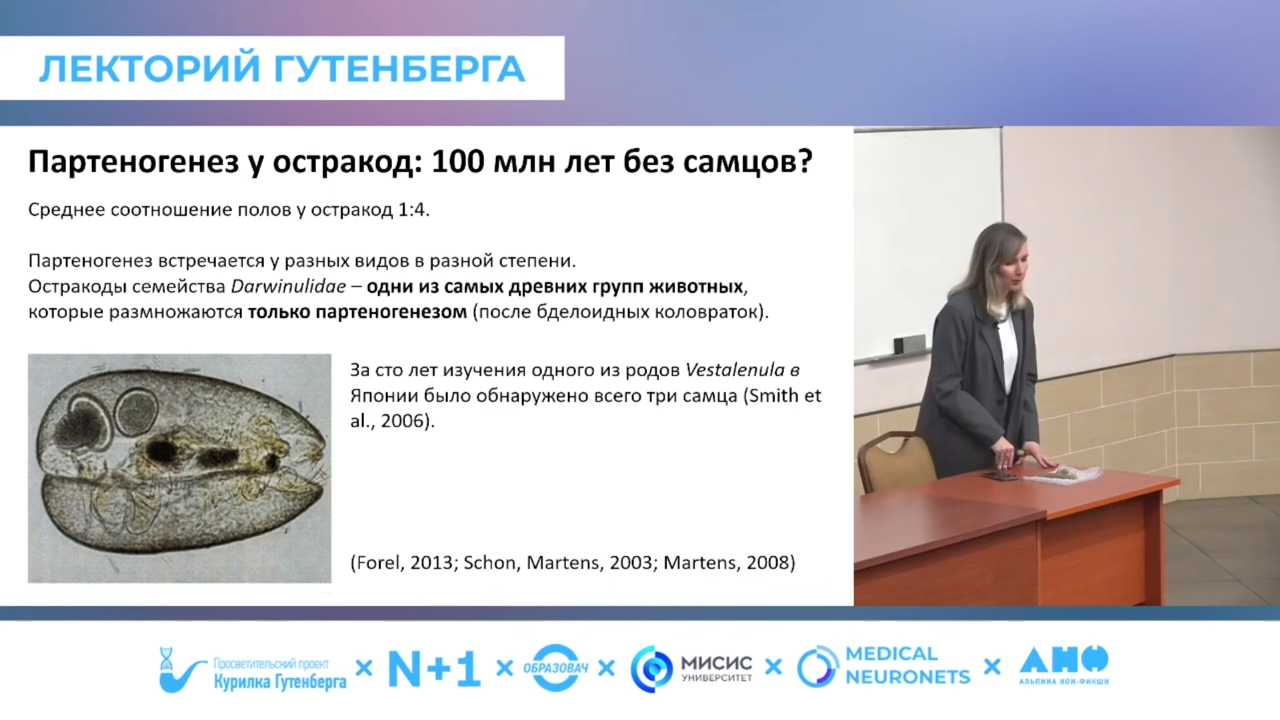 ЛЕКТОРИЙ ГУТЕНБЕРГА
Партеногенез у остракод: 100 млн лет без самцов?
Среднее соотношение полов у остракод 1:4.
Партеногенез встречается у разных видов в разной степени.
Остракоды семейства Darwinulidae – одни из самых древних групп животных,
которые размножаются только партеногенезом (после бделоидных коловраток).
За сто лет изучения одного из родов Vestalenula в
Японии было обнаружено всего три самца (Smith et
al., 2006).
(Forel, 2013; Schon, Martens, 2003; Martens, 2008)
Просветительский проект
Курилка Гутенберга
×
N+1
×
ОБРАЗОВАЧ
×
МИСИС
УНИВЕРСИТЕТ
×
MEDICAL
NEURONETS
×
АНФ
АЛЬПИНА НОН-ФИКШН